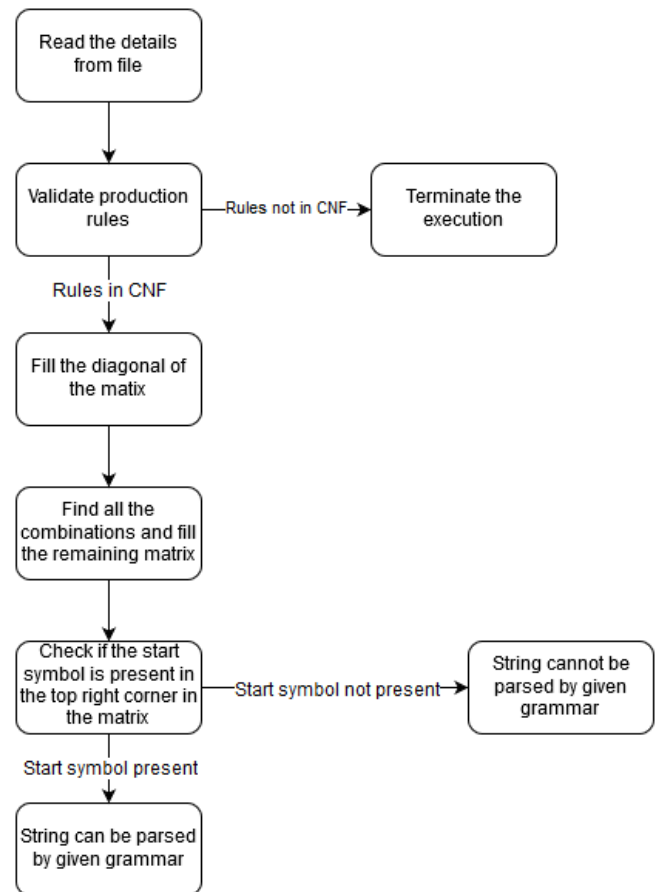 Read the details
from file
Validate production
rules
Rules not in CNF
Terminate the
execution
Rules in CNF
Fill the diagonal of
the matix
Find all the
combinations and fill
the remaining matrix
Check if the start
symbol is present in
the top right corner in
the matrix
Start symbol not present
String cannot be
parsed by given
grammar
Start symbol present
String can be parsed
by given grammar